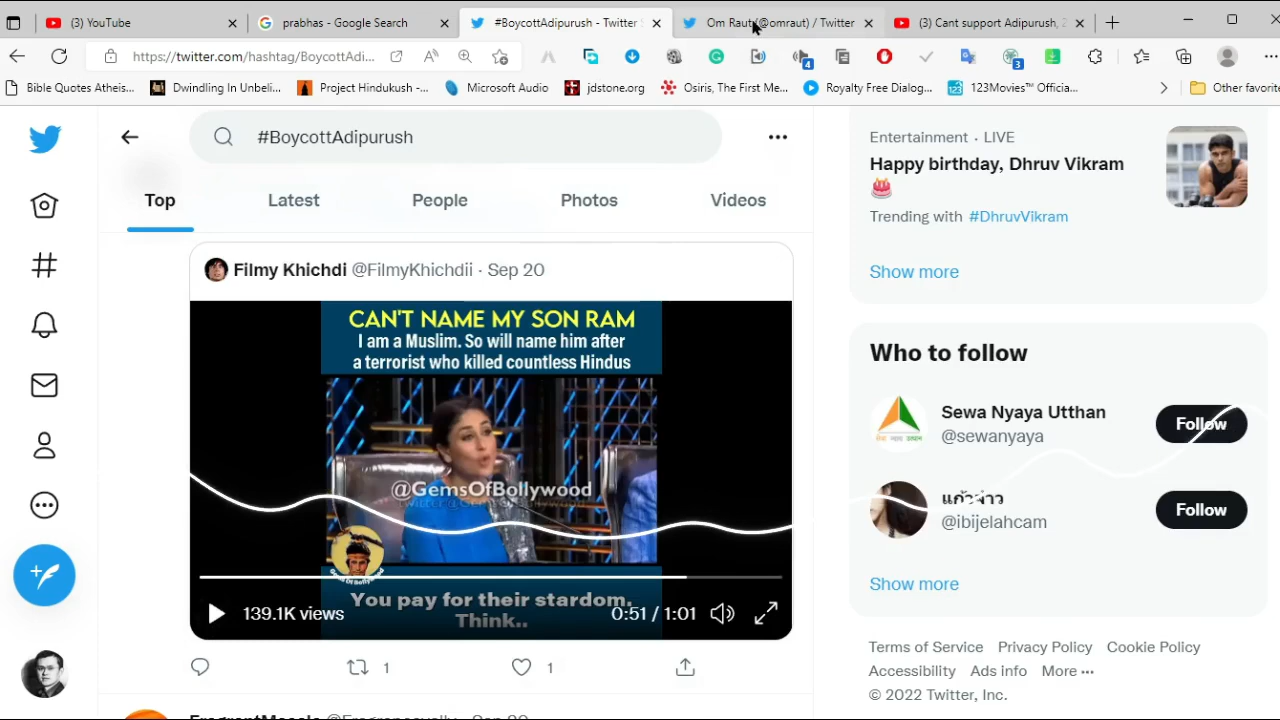 (3) YouTube
prabhas - Google Search
#BoycottAdipurush - Twitter
Om Raut (@omraut) / Twitter
(3) Cant support Adipurush, 2
https://twitter.com/hashtag/BoycottAdi...
4
3
Bible Quotes Atheis...
Dwindling In Unbeli...
Project Hindukush -...
Microsoft Audio
jdstone.org
Osiris, The First Me...
Royalty Free Dialog...
123Movies™ Officia...
Other favorite
#BoycottAdipurush
Top
Latest
People
Photos
Videos
Filmy Khichdi @FilmyKhichdii · Sep 20
CAN'T NAME MY SON RAM
I am a Muslim. So will name him after
a terrorist who killed countless Hindus
@GemsOfBollywood
You pay for their stardom.
Think..
139.1K views
0:51 / 1:01
1
1
Entertainment · LIVE
Happy birthday, Dhruv Vikram
Trending with #DhruvVikram
Show more
Who to follow
Sewa Nyaya Utthan
@sewanyaya
Follow
@ibijelahcam
Follow
Show more
Terms of Service Privacy Policy Cookie Policy
Accessibility Ads info More ···
© 2022 Twitter, Inc.